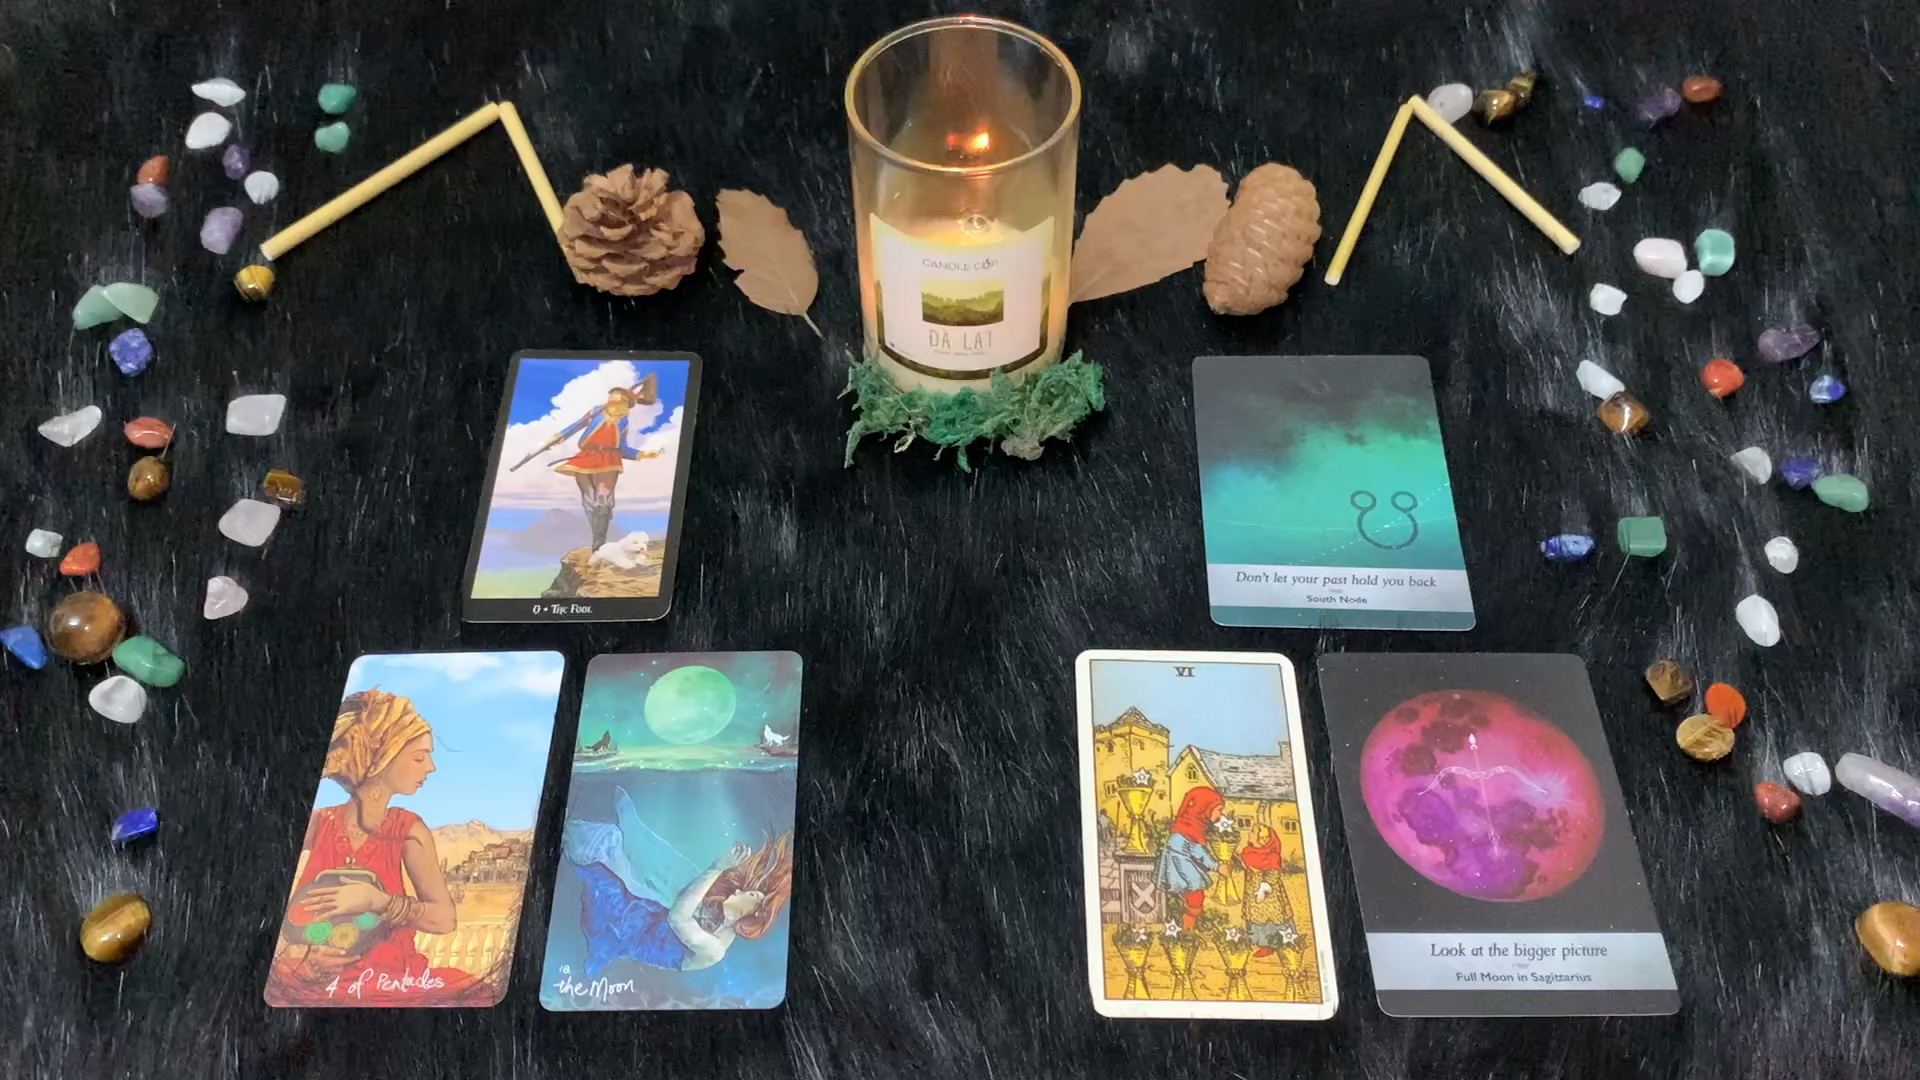 CANDLE CUP
ĐÀ LẠT
0 • THE FOOL
Don't let your past hold you back
South Node
4 of Pentacles
18
the Moon
VI
Look at the bigger picture
Full Moon in Sagittarius